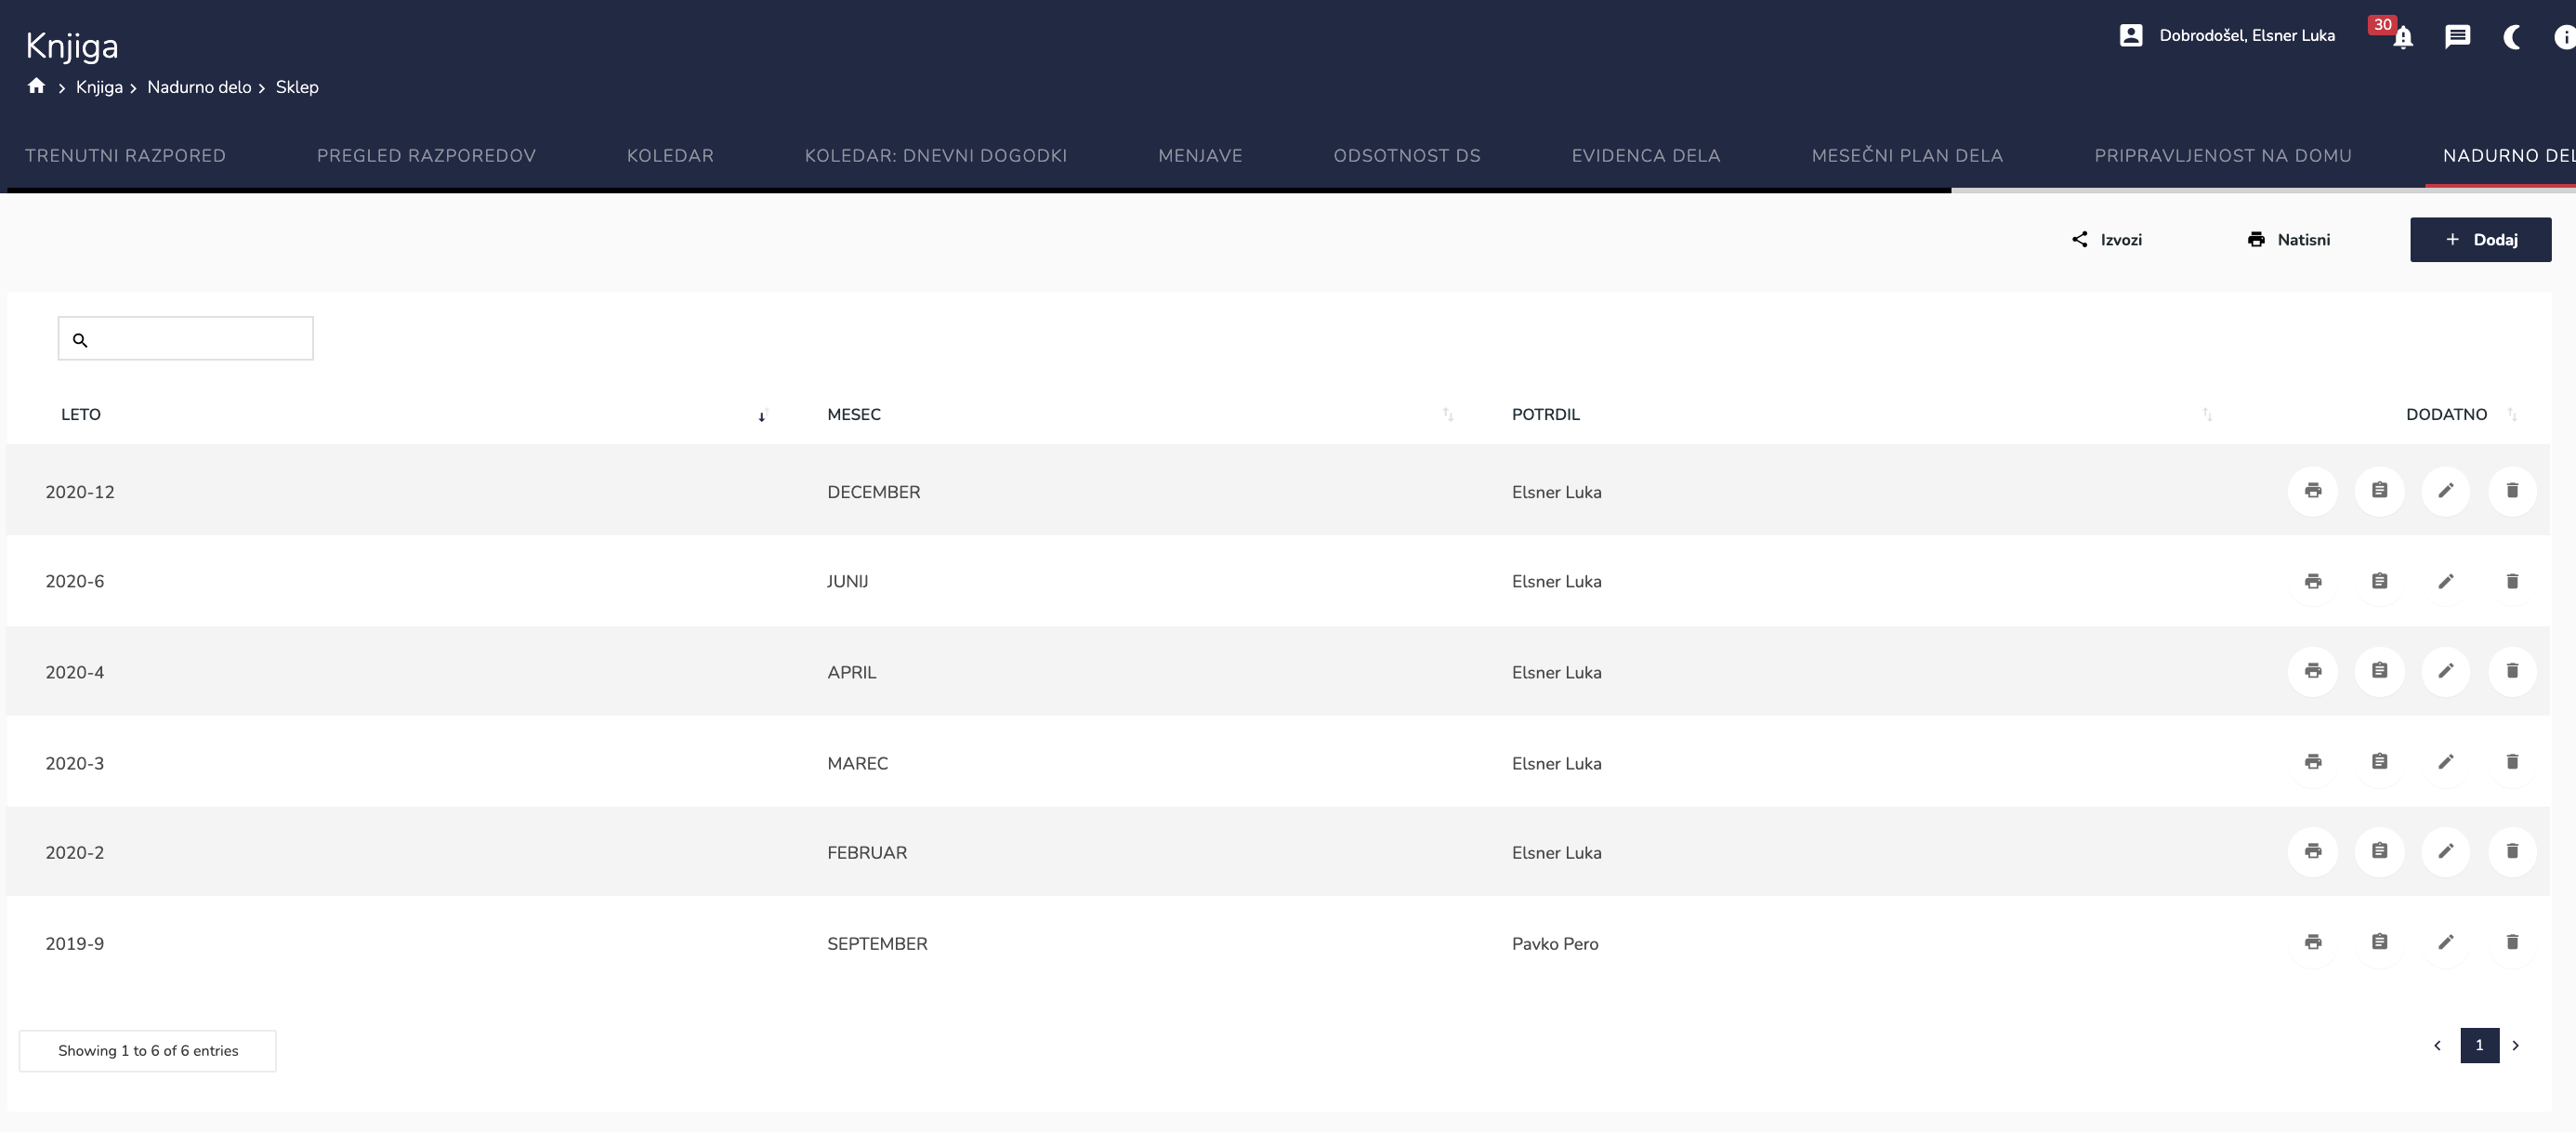 Knjiga
Dobrodošel, Elsner Luka
30
Knjiga Nadurno delo Sklep
TRENUTNI RAZPORED PREGLED RAZPOREDOV KOLEDAR KOLEDAR: DNEVNI DOGODKI MENJAVE ODSOTNOST DS EVIDENCA DELA MESEČNI PLAN DELA PRIPRAVLJENOST NA DOMU NADURNO DEL
Izvozi Natisni + Dodaj
LETO MESEC POTRDIL DODATNO
2020-12 DECEMBER Elsner Luka
2020-6 JUNIJ Elsner Luka
2020-4 APRIL Elsner Luka
2020-3 MAREC Elsner Luka
2020-2 FEBRUAR Elsner Luka
2019-9 SEPTEMBER Pavko Pero
Showing 1 to 6 of 6 entries
1